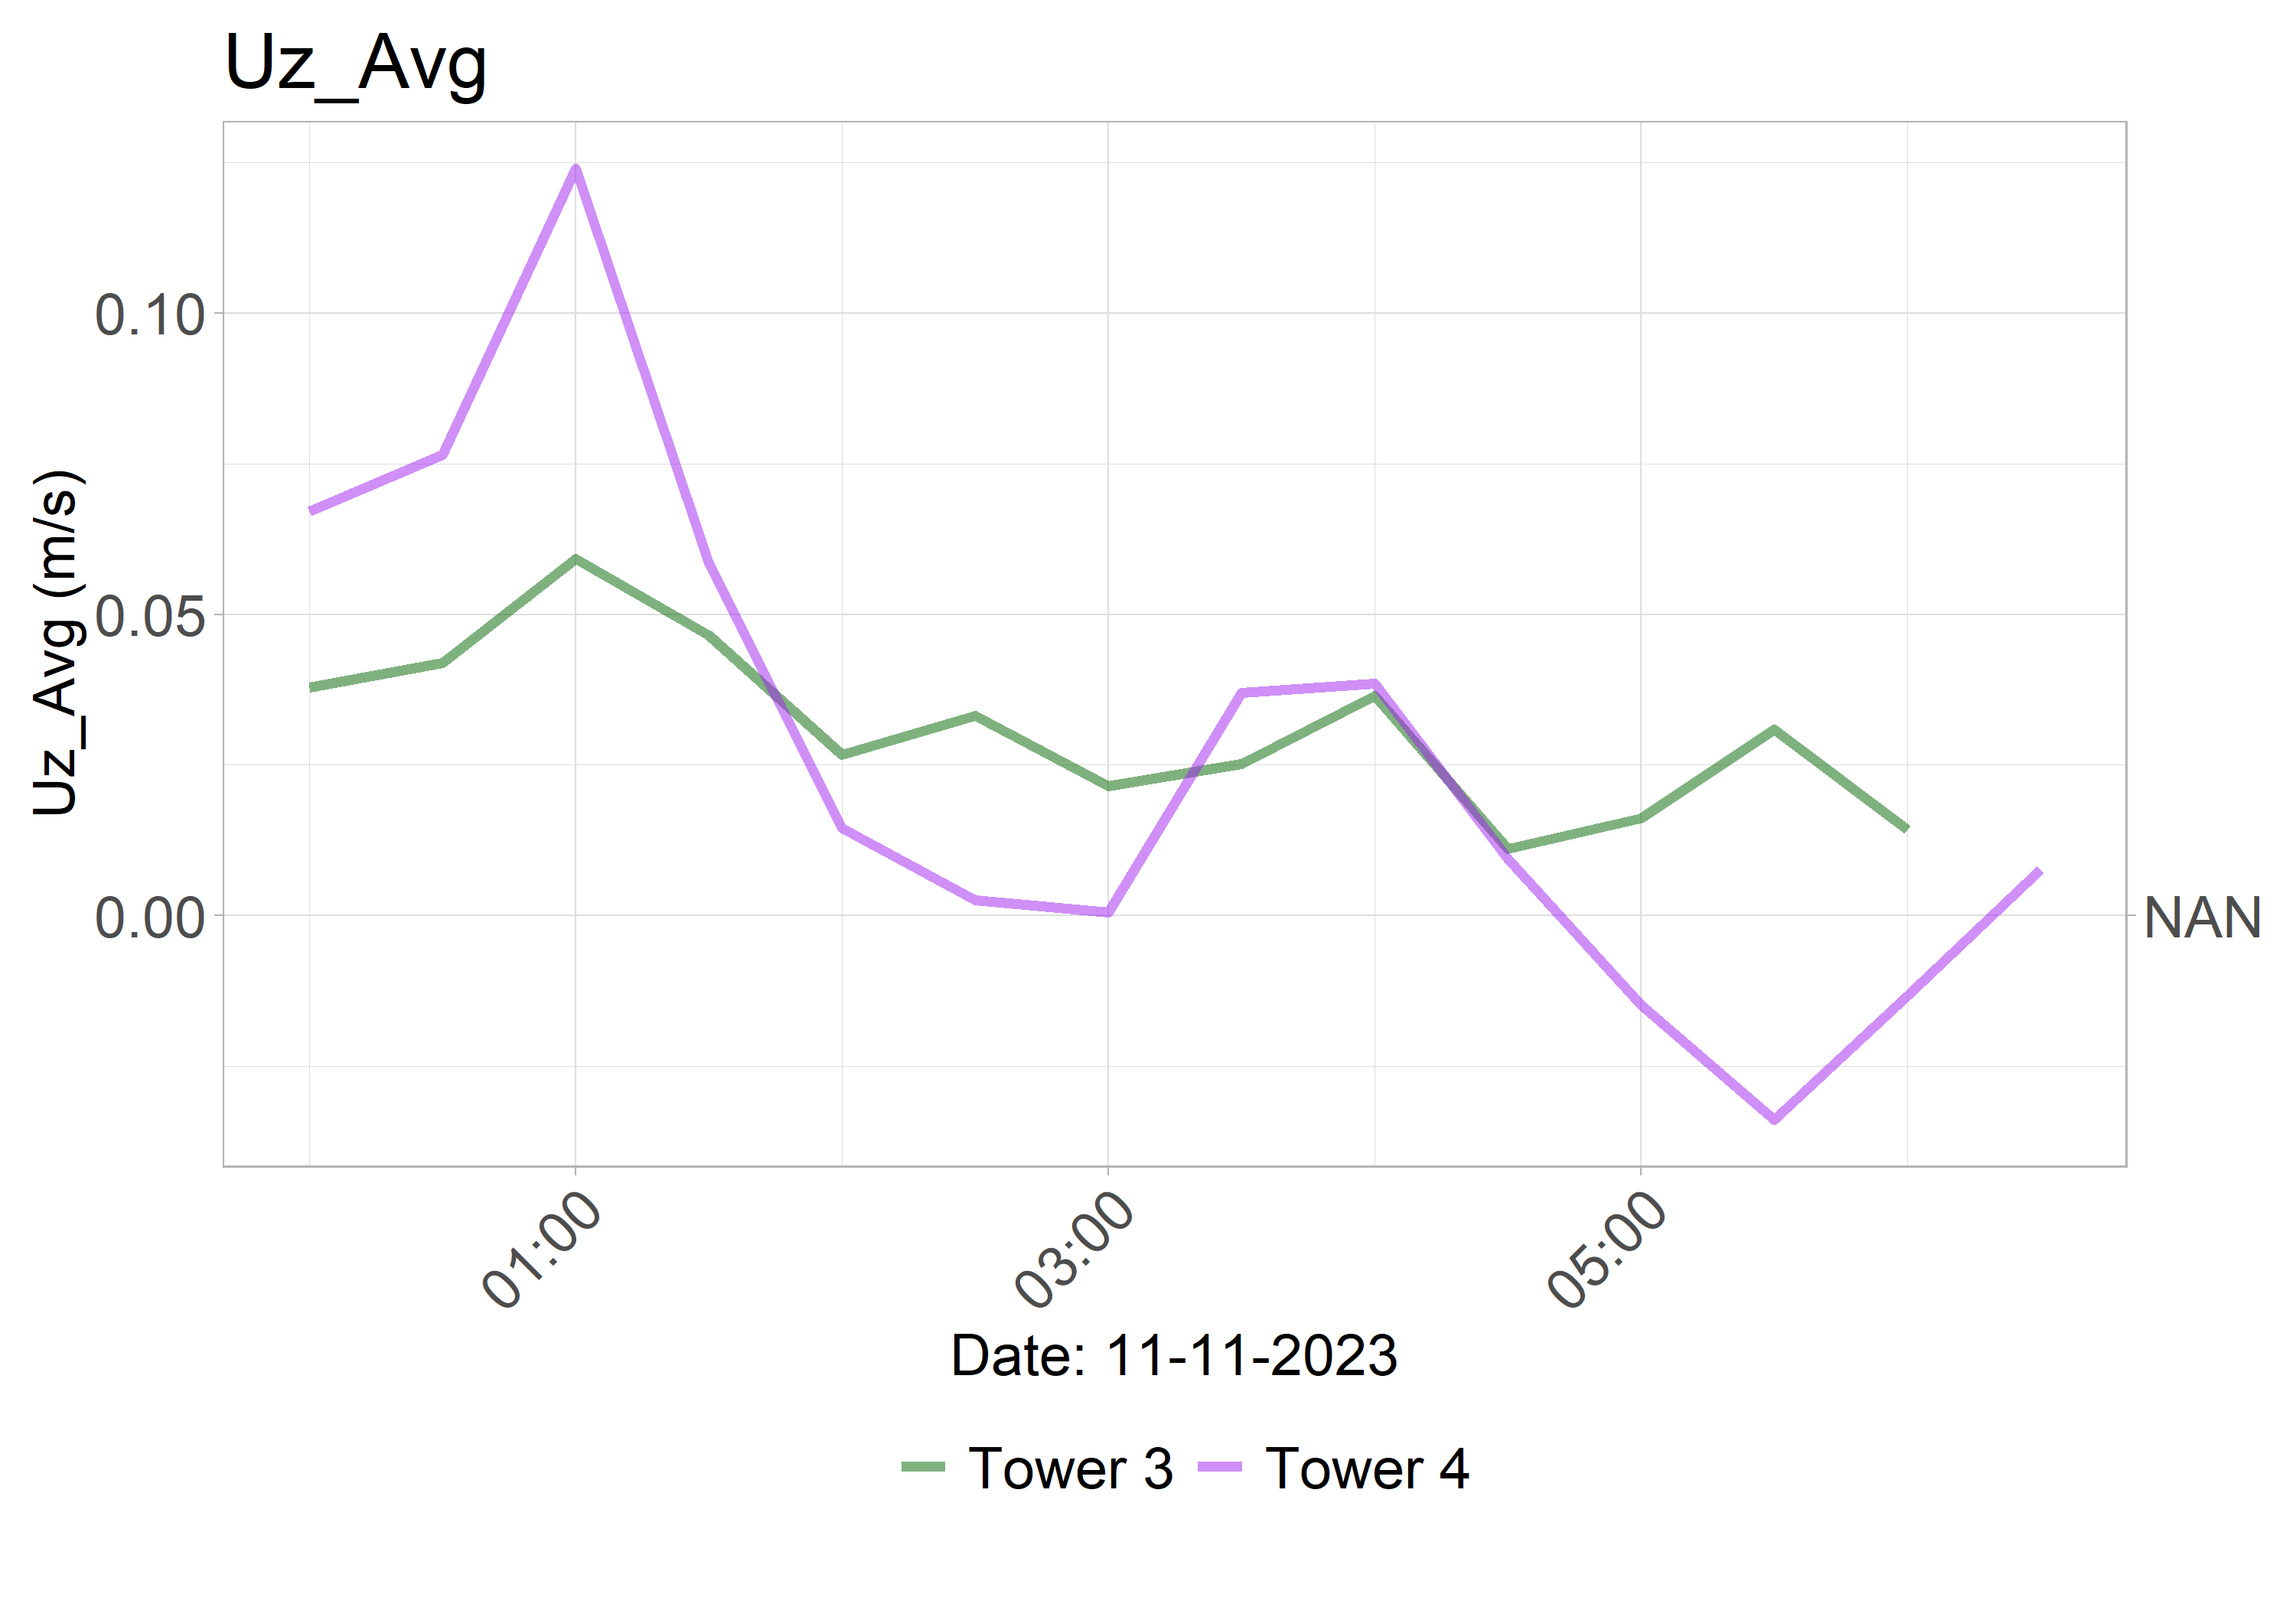 Uz_Avg
Uz_Avg (m/s)
0.10
0.05
0.00
NAN
01:00
03:00
05:00
Date: 11-11-2023
Tower 3
Tower 4